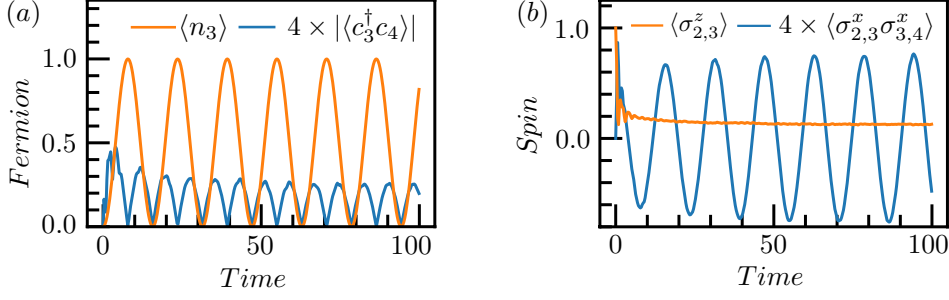 (a)
⟨n₃⟩ 4 × |⟨c₃†c₄⟩|
Fermion
1.0
0.5
0.0
0 50 100
Time
(b)
⟨σᶻ₂,₃⟩ 4 × ⟨σˣ₂,₃σˣ₃,₄⟩
Spin
1.0
0.0
0 50 100
Time